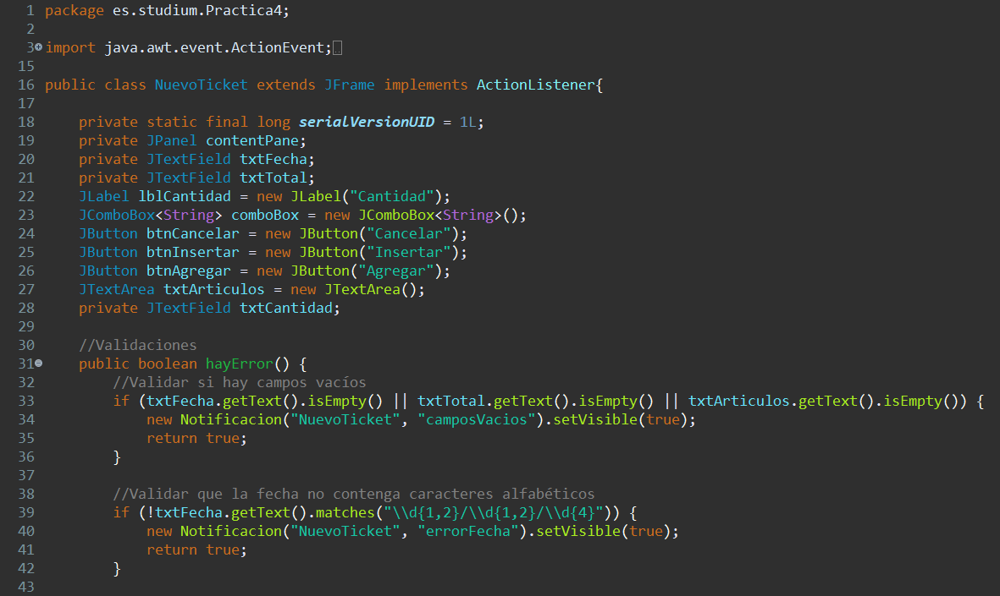 1 package es.studium.Practica4;
2
3 import java.awt.event.ActionEvent;
15
16 public class NuevoTicket extends JFrame implements ActionListener{
17
18     private static final long serialVersionUID = 1L;
19     private JPanel contentPane;
20     private JTextField txtFecha;
21     private JTextField txtTotal;
22     JLabel lblCantidad = new JLabel("Cantidad");
23     JComboBox<String> comboBox = new JComboBox<String>();
24     JButton btnCancelar = new JButton("Cancelar");
25     JButton btnInsertar = new JButton("Insertar");
26     JButton btnAgregar = new JButton("Agregar");
27     JTextArea txtArticulos = new JTextArea();
28     private JTextField txtCantidad;
29
30     //Validaciones
31     public boolean hayError() {
32         //Validar si hay campos vacíos
33         if (txtFecha.getText().isEmpty() || txtTotal.getText().isEmpty() || txtArticulos.getText().isEmpty()) {
34             new Notificacion("NuevoTicket", "camposVacios").setVisible(true);
35             return true;
36         }
37
38         //Validar que la fecha no contenga caracteres alfabéticos
39         if (!txtFecha.getText().matches("\\d{1,2}/\\d{1,2}/\\d{4}")) {
40             new Notificacion("NuevoTicket", "errorFecha").setVisible(true);
41             return true;
42         }
43